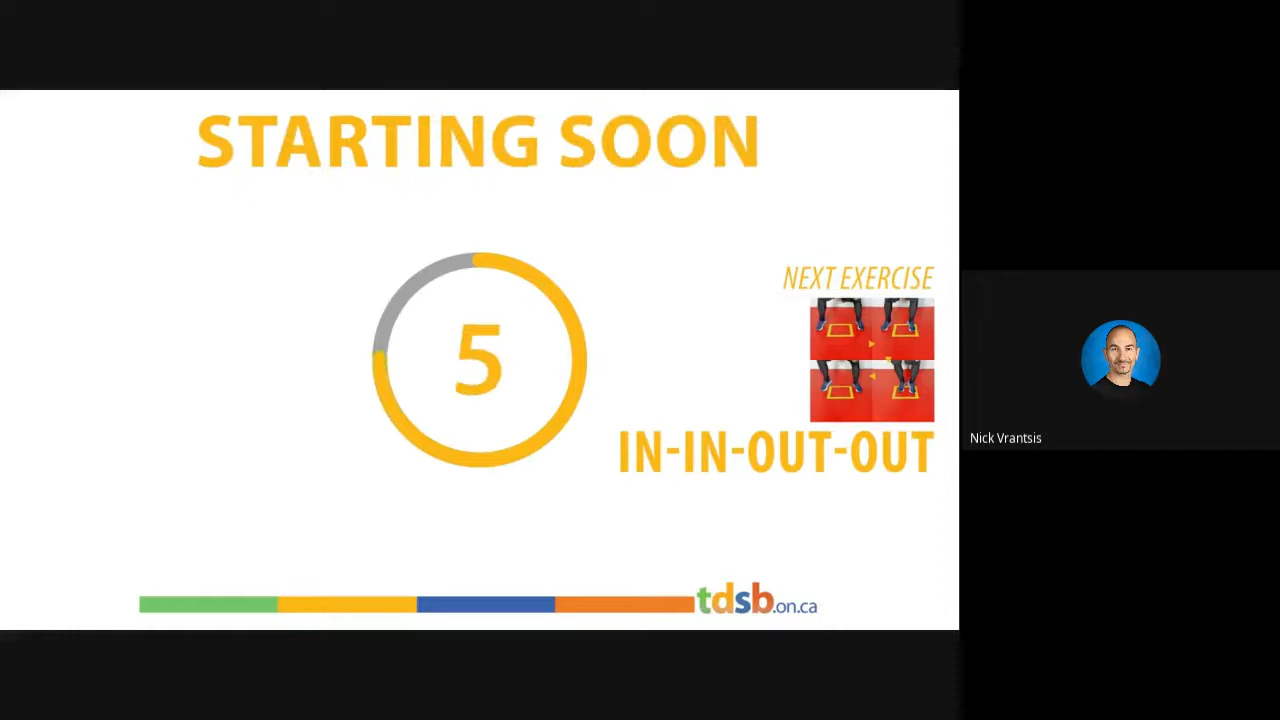 STARTING SOON
5
NEXT EXERCISE
IN-IN-OUT-OUT
tdsb.on.ca
Nick Vrantsis